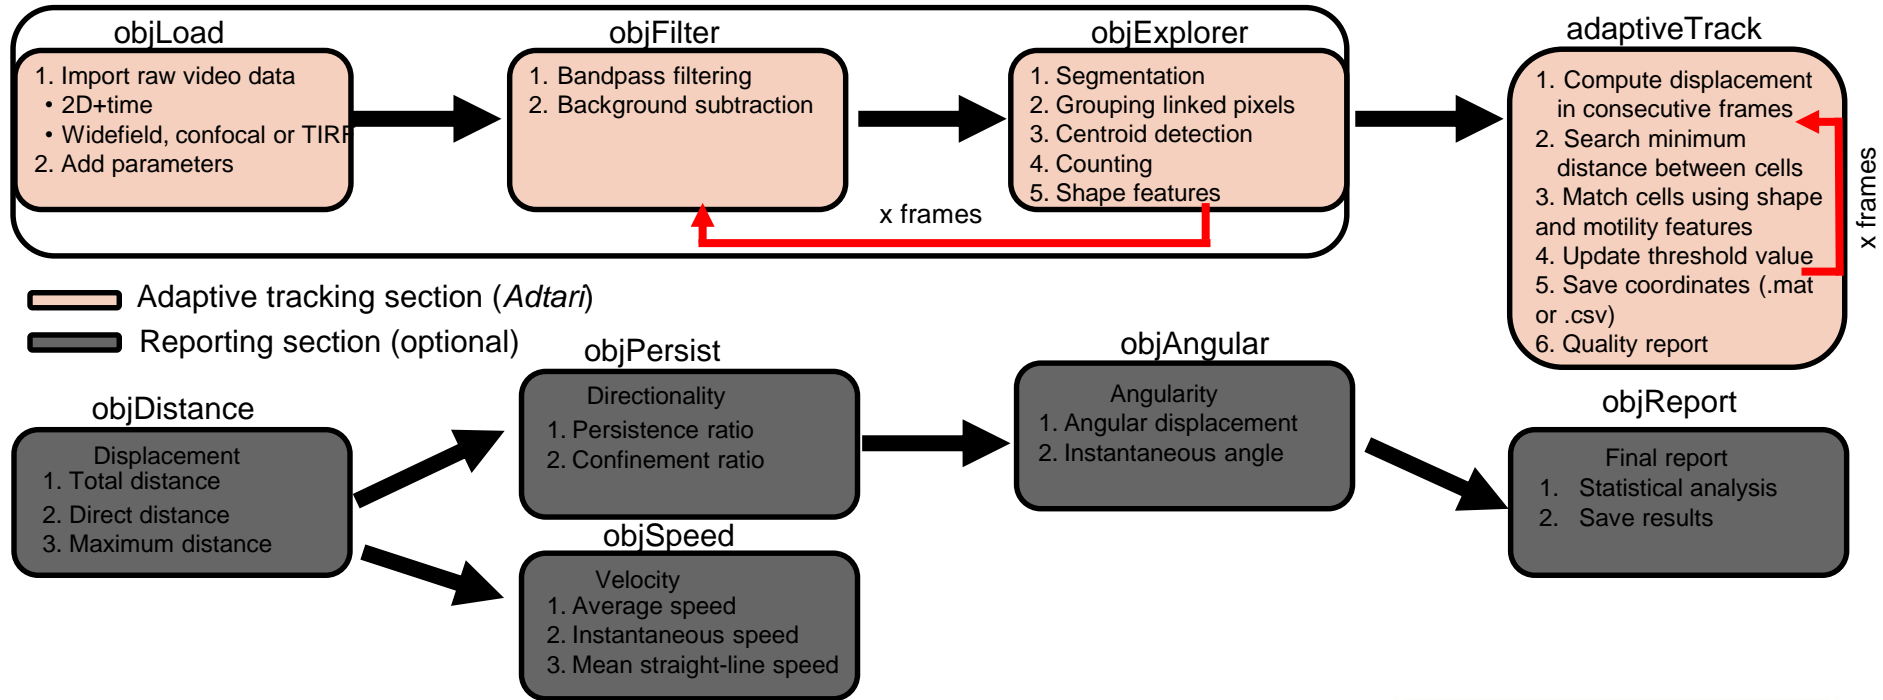 objLoad
1. Import raw video data
• 2D+time
• Widefield, confocal or TIRF
2. Add parameters
objFilter
1. Bandpass filtering
2. Background subtraction
objExplorer
1. Segmentation
2. Grouping linked pixels
3. Centroid detection
4. Counting
5. Shape features
x frames
adaptiveTrack
1. Compute displacement
in consecutive frames
2. Search minimum
distance between cells
3. Match cells using shape
and motility features
4. Update threshold value
5. Save coordinates (.mat
or .csv)
6. Quality report
x frames
Adaptive tracking section (Adtari)
Reporting section (optional)
objDistance
Displacement
1. Total distance
2. Direct distance
3. Maximum distance
objPersist
Directionality
1. Persistence ratio
2. Confinement ratio
objSpeed
Velocity
1. Average speed
2. Instantaneous speed
3. Mean straight-line speed
objAngular
Angularity
1. Angular displacement
2. Instantaneous angle
objReport
Final report
1. Statistical analysis
2. Save results